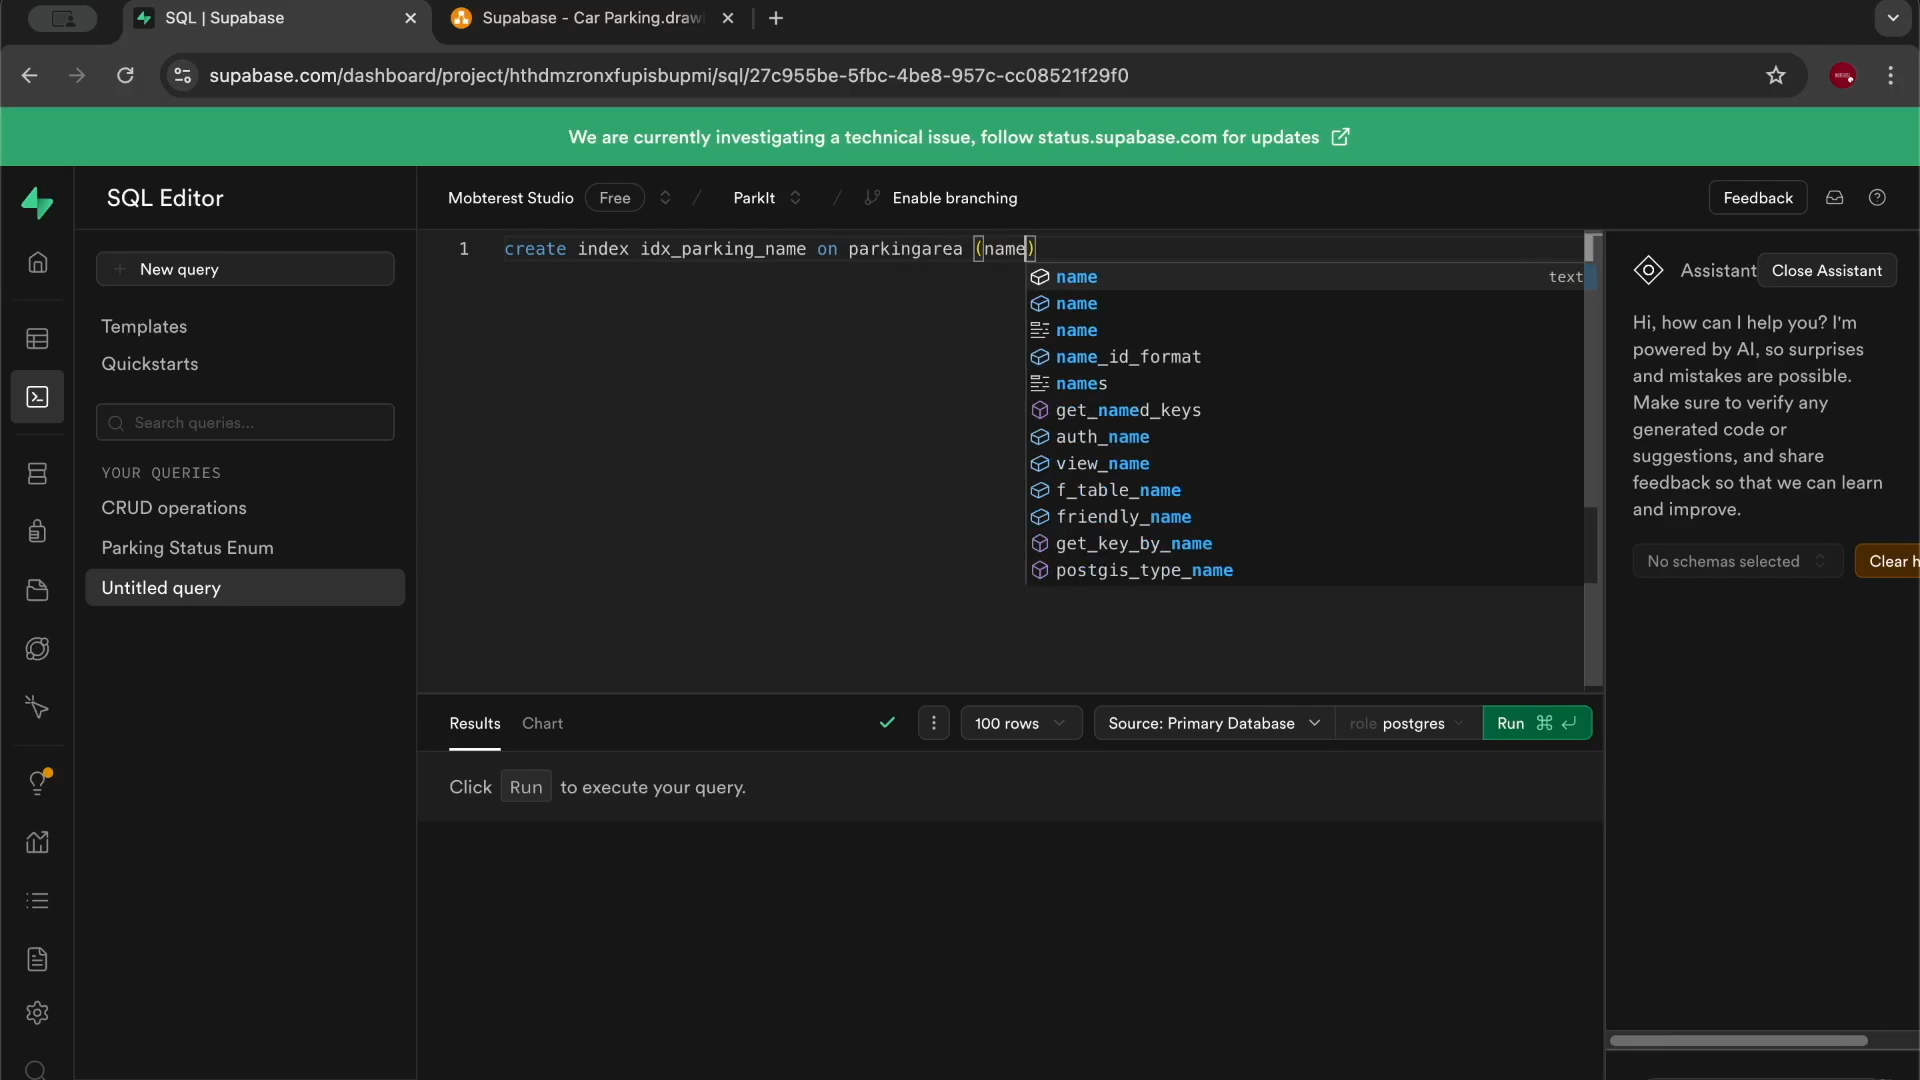 SQL | Supabase
Supabase - Car Parking.draw
supabase.com/dashboard/project/hthdmzronxfupisbupmi/sql/27c955be-5fbc-4be8-957c-cc08521f29f0
We are currently investigating a technical issue, follow status.supabase.com for updates
SQL Editor
Mobterest Studio Free / ParkIt / Enable branching
Feedback
New query
Templates
Quickstarts
Search queries...
YOUR QUERIES
CRUD operations
Parking Status Enum
Untitled query
1 create index idx_parking_name on parkingarea (name)
name text
name
name
name_id_format
names
get_named_keys
auth_name
view_name
f_table_name
friendly_name
get_key_by_name
postgis_type_name
Assistant Close Assistant
Hi, how can I help you? I'm
powered by AI, so surprises
and mistakes are possible.
Make sure to verify any
generated code or
suggestions, and share
feedback so that we can learn
and improve.
No schemas selected Clear h
Results Chart 100 rows Source: Primary Database role postgres Run ⌘ ↵
Click Run to execute your query.